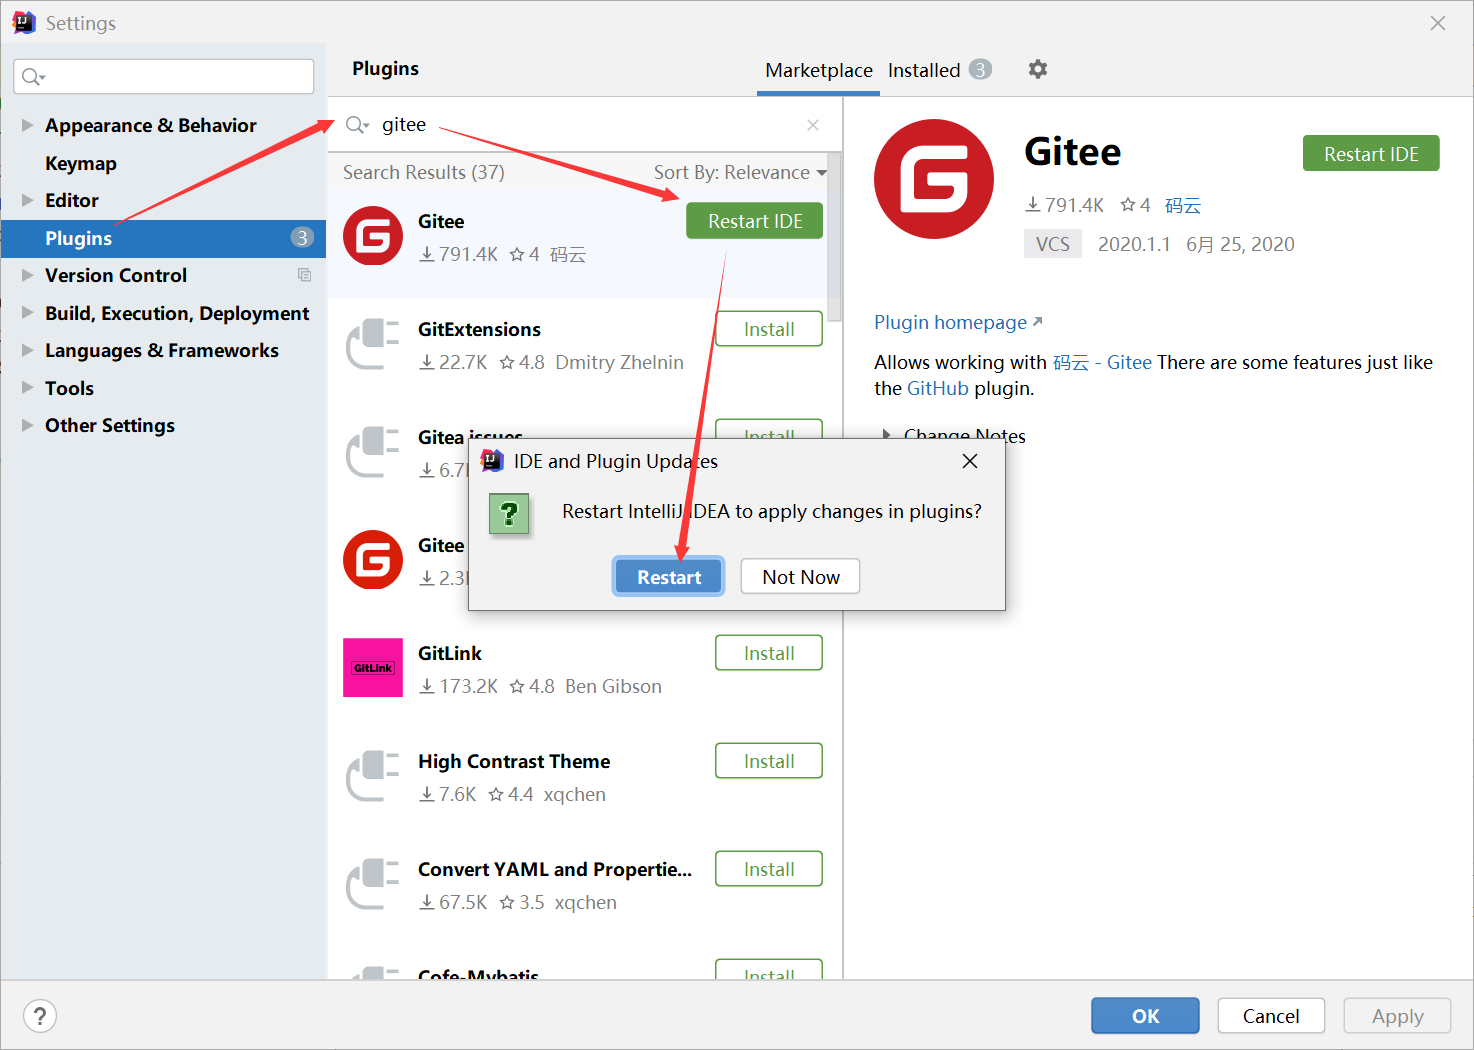 Settings
Plugins
Marketplace
Installed 3
Appearance & Behavior
Keymap
Editor
Plugins 3
Version Control
Build, Execution, Deployment
Languages & Frameworks
Tools
Other Settings
gitee
Search Results (37)
Sort By: Relevance
Gitee
Restart IDE
791.4K 4 码云
GitExtensions
Install
22.7K 4.8 Dmitry Zhelnin
Gitea issues
Install
6.7
Gitee
2.3
GitLink
GitLink
Install
173.2K 4.8 Ben Gibson
High Contrast Theme
Install
7.6K 4.4 xqchen
Convert YAML and Propertie...
Install
67.5K 3.5 xqchen
Cofe-Mybatis
Install
Gitee
Restart IDE
791.4K 4 码云
VCS 2020.1.1 6月 25, 2020
Plugin homepage
Allows working with 码云 - Gitee There are some features just like
the GitHub plugin.
Change Notes
IDE and Plugin Updates
?
Restart IntelliJ IDEA to apply changes in plugins?
Restart
Not Now
?
OK
Cancel
Apply